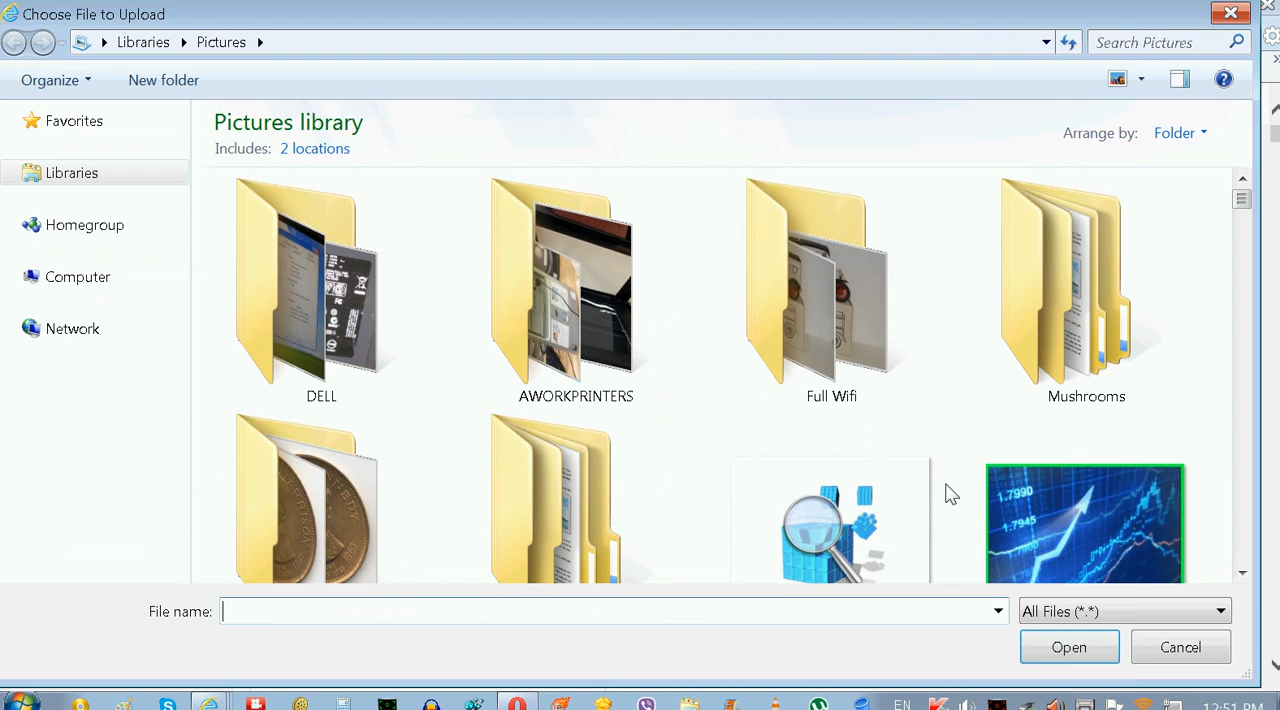 Choose File to Upload
Libraries Pictures
Search Pictures
Organize New folder
Favorites
Libraries
Homegroup
Computer
Network
Pictures library
Includes: 2 locations
Arrange by: Folder
DELL AWORKPRINTERS Full Wifi Mushrooms
1.7990
1.7945
File name:
All Files (*.*)
Open Cancel
EN
12:51 PM